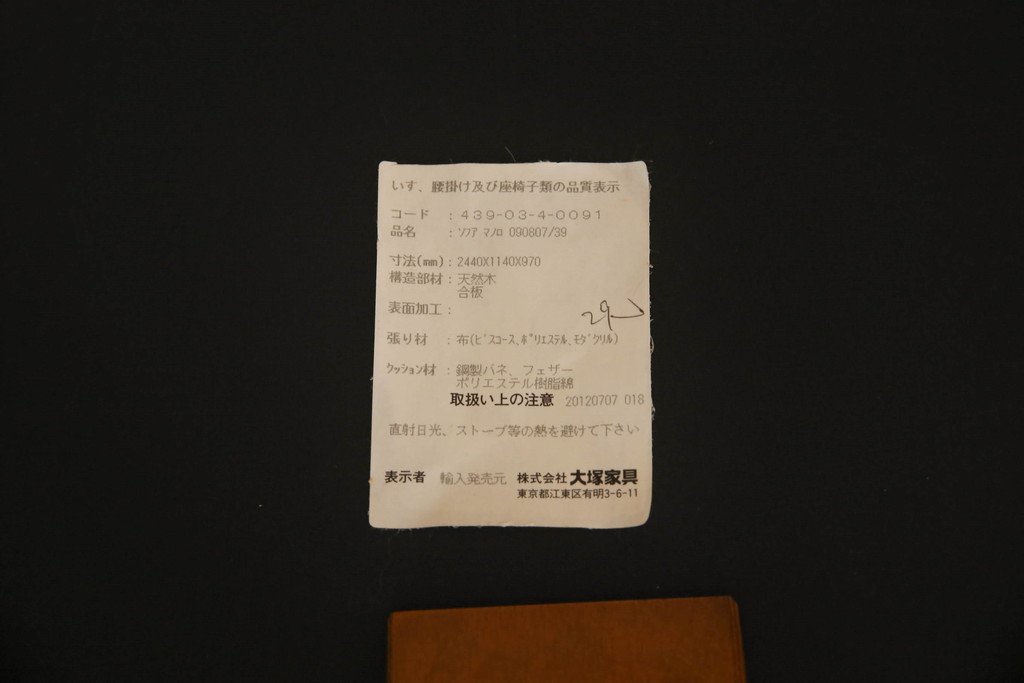 いす、腰掛け及び座椅子類の品質表示
コード : 439-03-4-0091
品名 : ソファ マノロ 090807/39
寸法(mm) : 2440X1140X970
構造部材 : 天然木
合板
表面加工 :
張り材 : 布(ビスコース、ポリエステル、モダクリル)
クッション材 : 鋼製バネ、フェザー
ポリエステル樹脂綿
取扱い上の注意 20120707 018
直射日光、ストーブ等の熱を避けて下さい
表示者 輸入発売元 株式会社 大塚家具
東京都江東区有明3-6-11